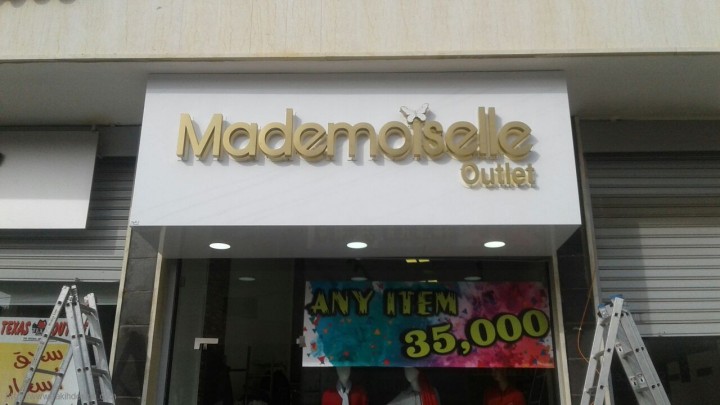 Mademoiselle
Outlet
ANY ITEM
35,000
TEXAS